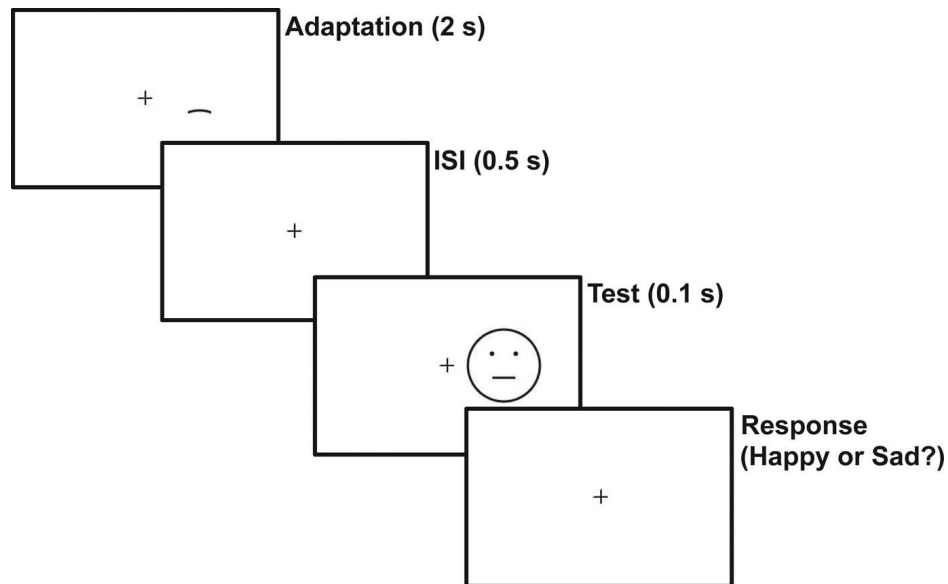 Adaptation (2 s)
ISI (0.5 s)
Test (0.1 s)
Response
(Happy or Sad?)